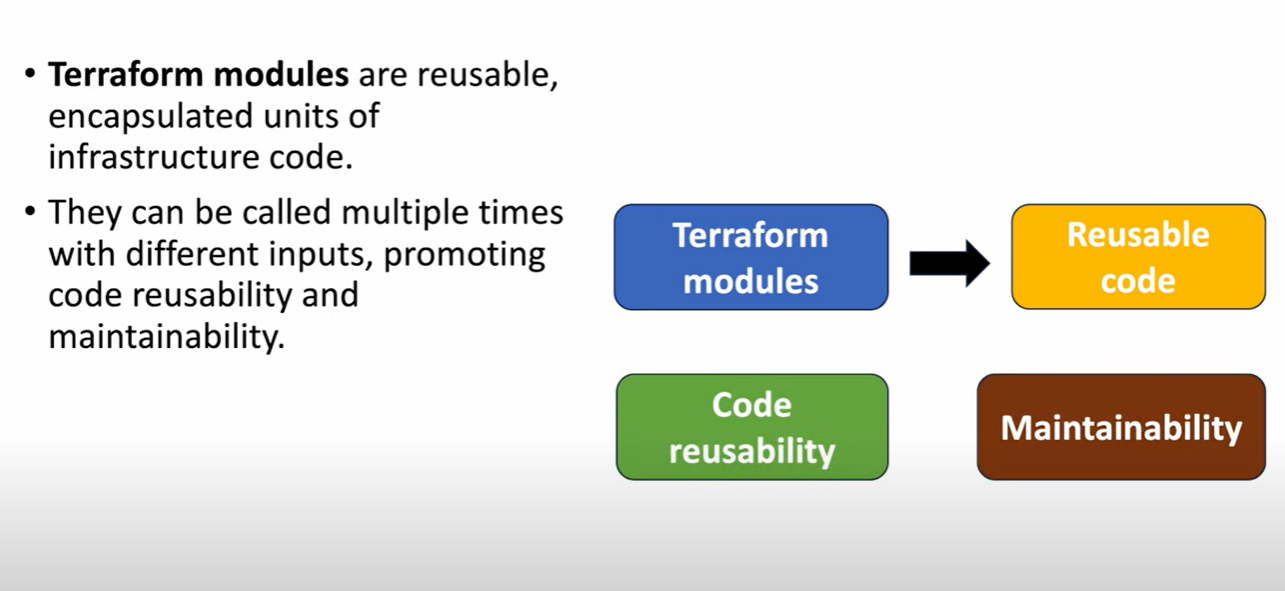 • Terraform modules are reusable,
encapsulated units of
infrastructure code.
• They can be called multiple times
with different inputs, promoting
code reusability and
maintainability.
Terraform
modules
Reusable
code
Code
reusability
Maintainability